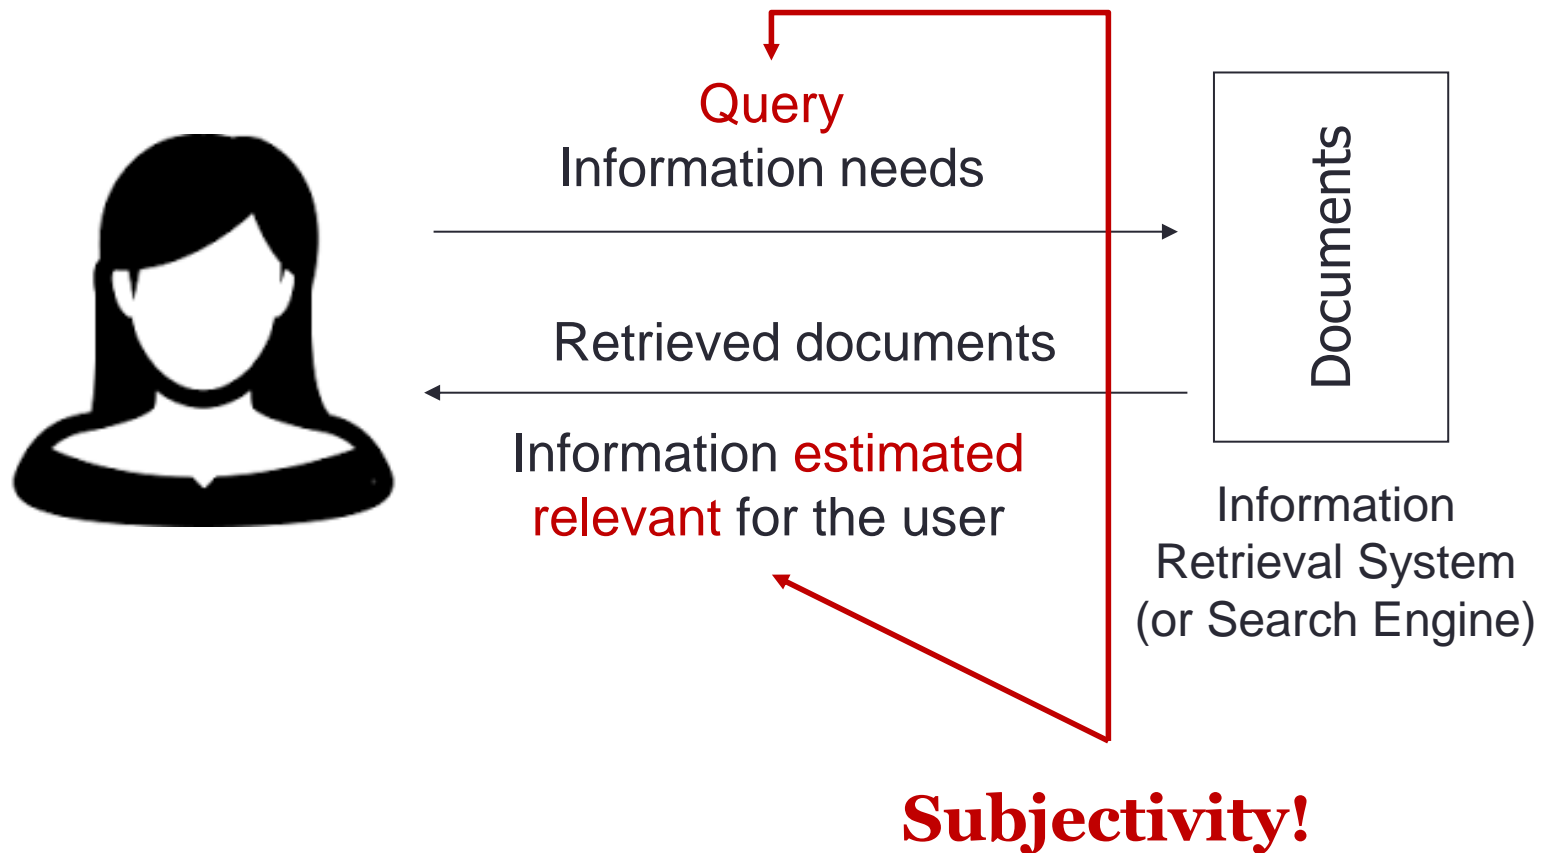 Query
Information needs
Documents
Retrieved documents
Information estimated
relevant for the user
Information
Retrieval System
(or Search Engine)
Subjectivity!